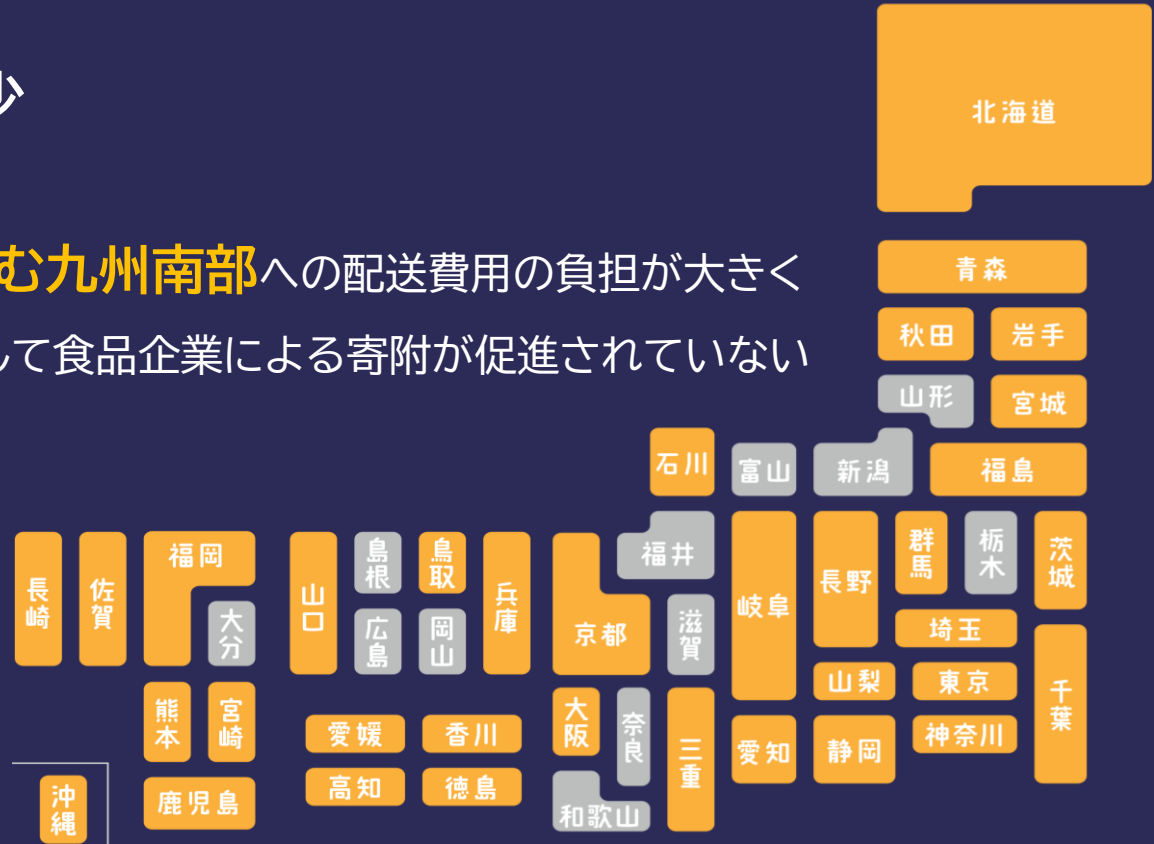 む九州南部への配送費用の負担が大きく
して食品企業による寄附が促進されていない
北海道
青森
秋田
岩手
山形
宮城
石川
富山
新潟
福島
長崎
佐賀
福岡
大分
山口
島根
鳥取
広島
岡山
兵庫
京都
福井
滋賀
岐阜
長野
群馬
栃木
茨城
埼玉
山梨
東京
千葉
熊本
宮崎
愛媛
香川
大阪
奈良
三重
愛知
静岡
神奈川
沖縄
鹿児島
高知
徳島
和歌山